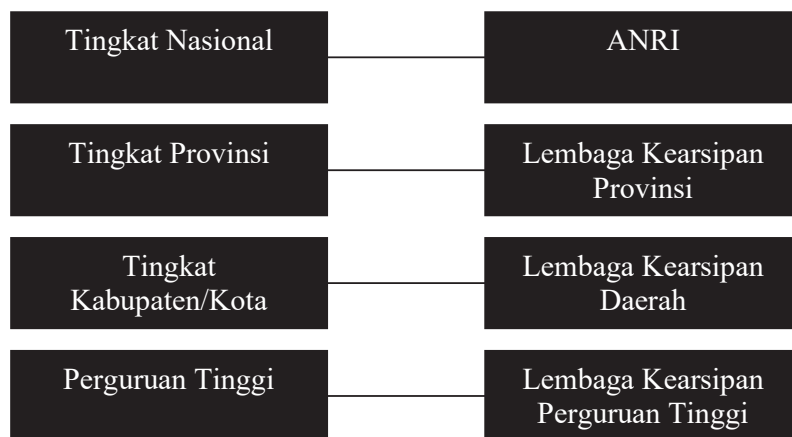 Tingkat Nasional
ANRI
Tingkat Provinsi
Lembaga Kearsipan
Provinsi
Tingkat
Kabupaten/Kota
Lembaga Kearsipan
Daerah
Perguruan Tinggi
Lembaga Kearsipan
Perguruan Tinggi